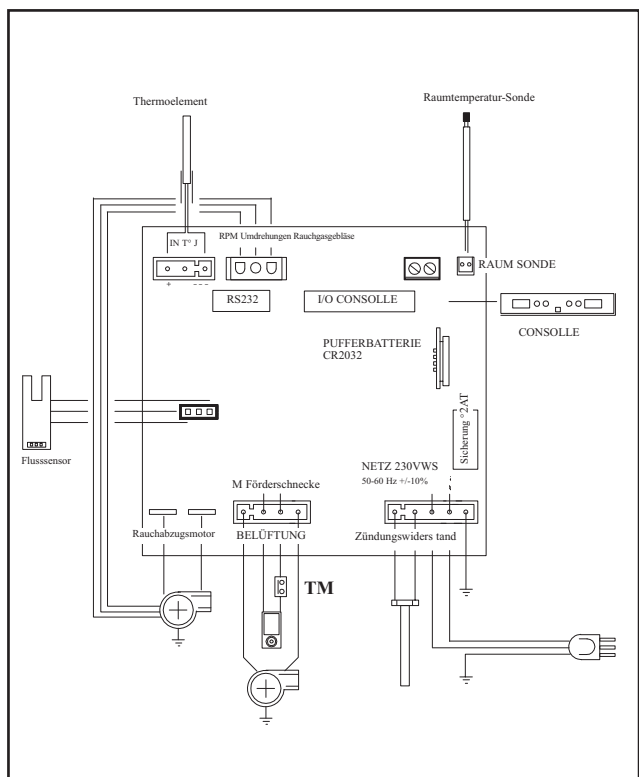 Thermoelement
Raumtemperatur-Sonde
RPM Umdrehungen Rauchgasgebläse
IN T° J
+
---
RAUM SONDE
RS232
I/O CONSOLLE
CONSOLLE
PUFFERBATTERIE
CR2032
Sicherung °2AT
Flusssensor
NETZ 230VWS
50-60 Hz +/-10%
M Förderschnecke
Rauchabzugsmotor
BELÜFTUNG
Zündungswiders tand
TM